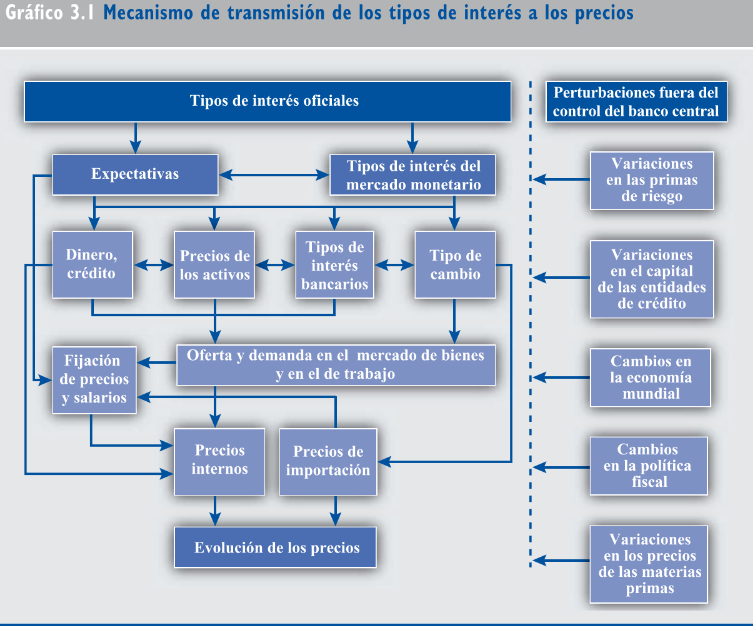 Gráfico 3.1 Mecanismo de transmisión de los tipos de interés a los precios
Tipos de interés oficiales
Perturbaciones fuera del
control del banco central
Expectativas
Tipos de interés del
mercado monetario
Variaciones
en las primas
de riesgo
Dinero,
crédito
Precios de
los activos
Tipos de
interés
bancarios
Tipo de
cambio
Variaciones
en el capital
de las entidades
de crédito
Oferta y demanda en el mercado de bienes
y en el de trabajo
Fijación
de precios
y salarios
Cambios en
la economía
mundial
Precios
internos
Precios de
importación
Cambios
en la política
fiscal
Evolución de los precios
Variaciones
en los precios
de las materias
primas